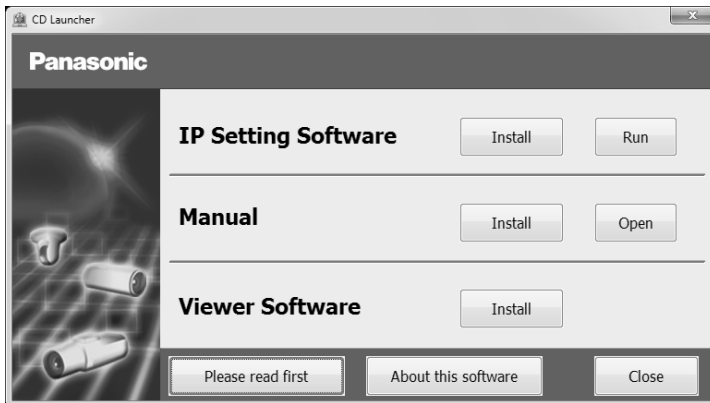 CD Launcher
Panasonic
IP Setting Software Install Run
Manual Install Open
Viewer Software Install
Please read first About this software Close